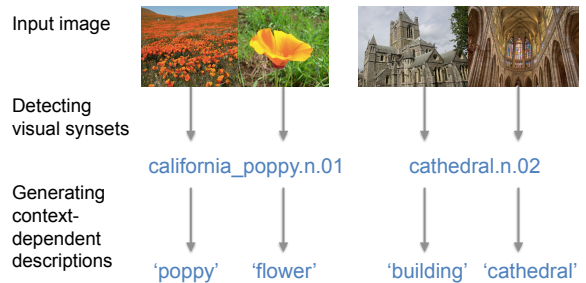 Input image
Detecting
visual synsets
california_poppy.n.01
cathedral.n.02
Generating
context-
dependent
descriptions
‘poppy’
‘flower’
‘building’
‘cathedral’